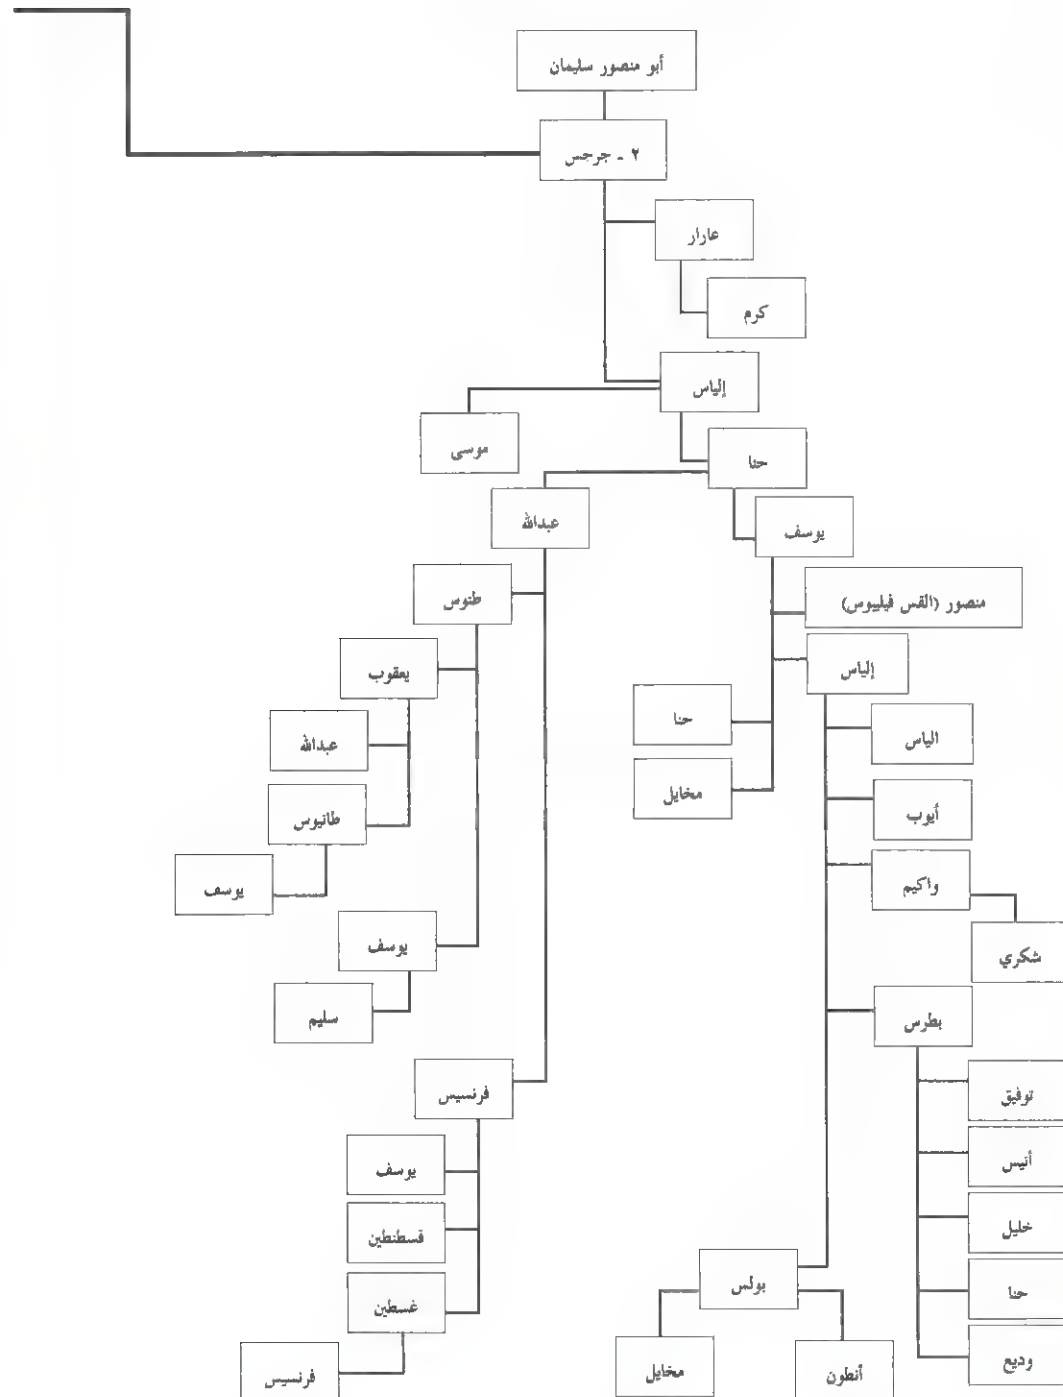 أبو منصور سليمان
٢ ـ جرجس
عارار
كرم
إلياس
موسى
حنا
عبدالله
يوسف
طنوس
منصور (القس فيليبوس)
يعقوب
إلياس
حنا
الياس
عبدالله
مخايل
أيوب
طانيوس
يوسف
واكيم
يوسف
شكري
سليم
بطرس
فرنسيس
توفيق
يوسف
أنيس
قسطنطين
خليل
غسطين
بولس
حنا
فرنسيس
مخايل
أنطون
وديع